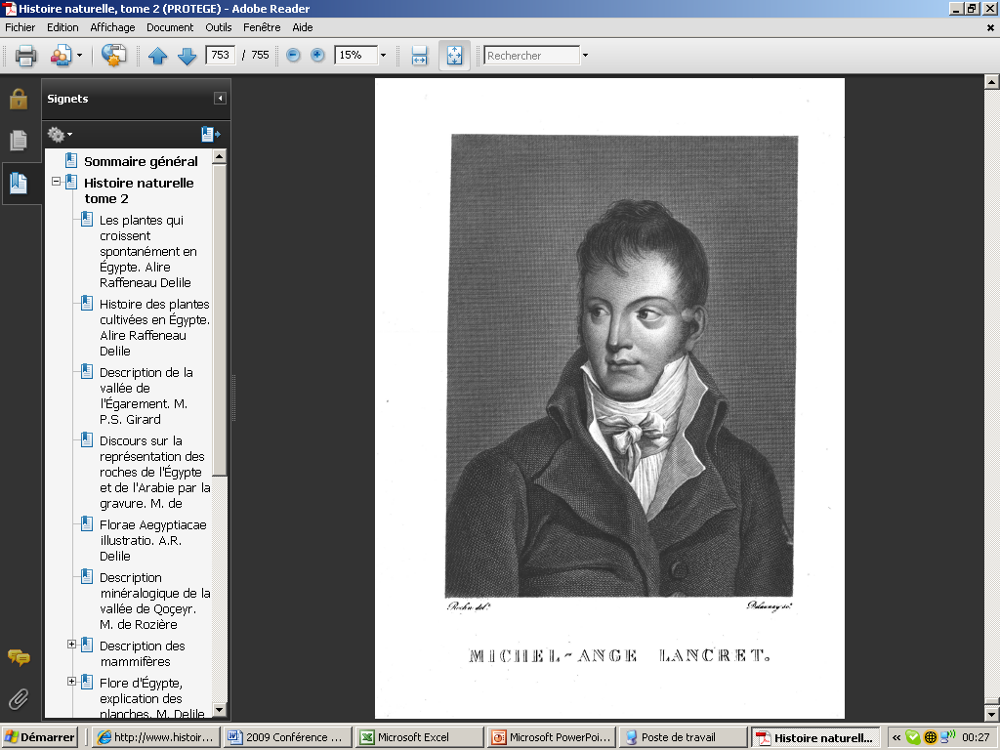 Histoire naturelle, tome 2 (PROTEGE) - Adobe Reader
Fichier Edition Affichage Document Outils Fenêtre Aide
753 / 755 15% Rechercher
Signets
Sommaire général
Histoire naturelle
tome 2
Les plantes qui
croissent
spontanément en
Égypte. Alire
Raffeneau Delile
Histoire des plantes
cultivées en Égypte.
Alire Raffeneau
Delile
Description de la
vallée de
l'Égarement. M.
P.S. Girard
Discours sur la
représentation des
roches de l'Égypte
et de l'Arabie par la
gravure. M. de
Florae Aegyptiacae
illustratio. A.R.
Delile
Description
minéralogique de la
vallée de Qoçeyr.
M. de Rozière
Description des
mammifères
Flore d'Égypte,
explication des
planches. M. Delile
delt.
Delaunay sct.
MICHEL-ANGE LANCRET.
Démarrer http://www.histoir... 2009 Conférence ... Microsoft Excel Microsoft PowerPoi... Poste de travail Histoire naturell... « 00:27